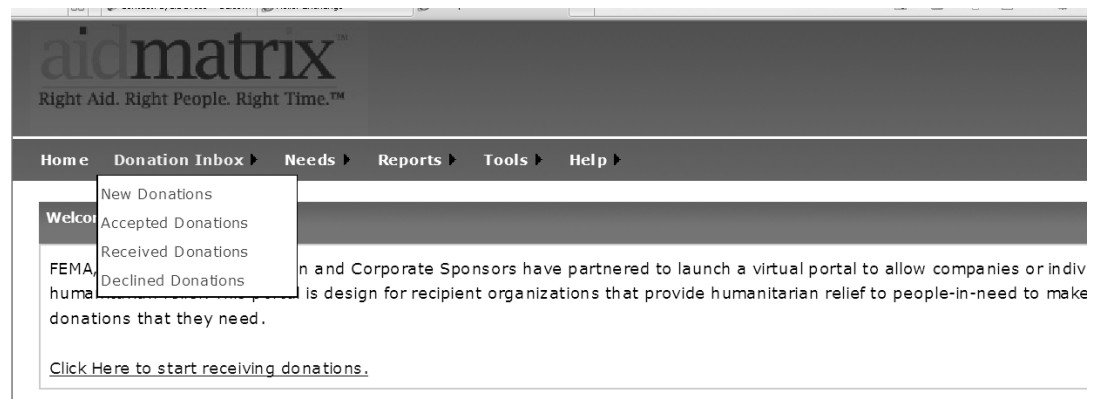 aidmatrix™
Right Aid. Right People. Right Time.™
Home Donation Inbox Needs Reports Tools Help
New Donations
Accepted Donations
Received Donations
Declined Donations
Welcom
FEMA, n and Corporate Sponsors have partnered to launch a virtual portal to allow companies or indiv
is design for recipient organizations that provide humanitarian relief to people-in-need to make
donations that they need.
Click Here to start receiving donations.